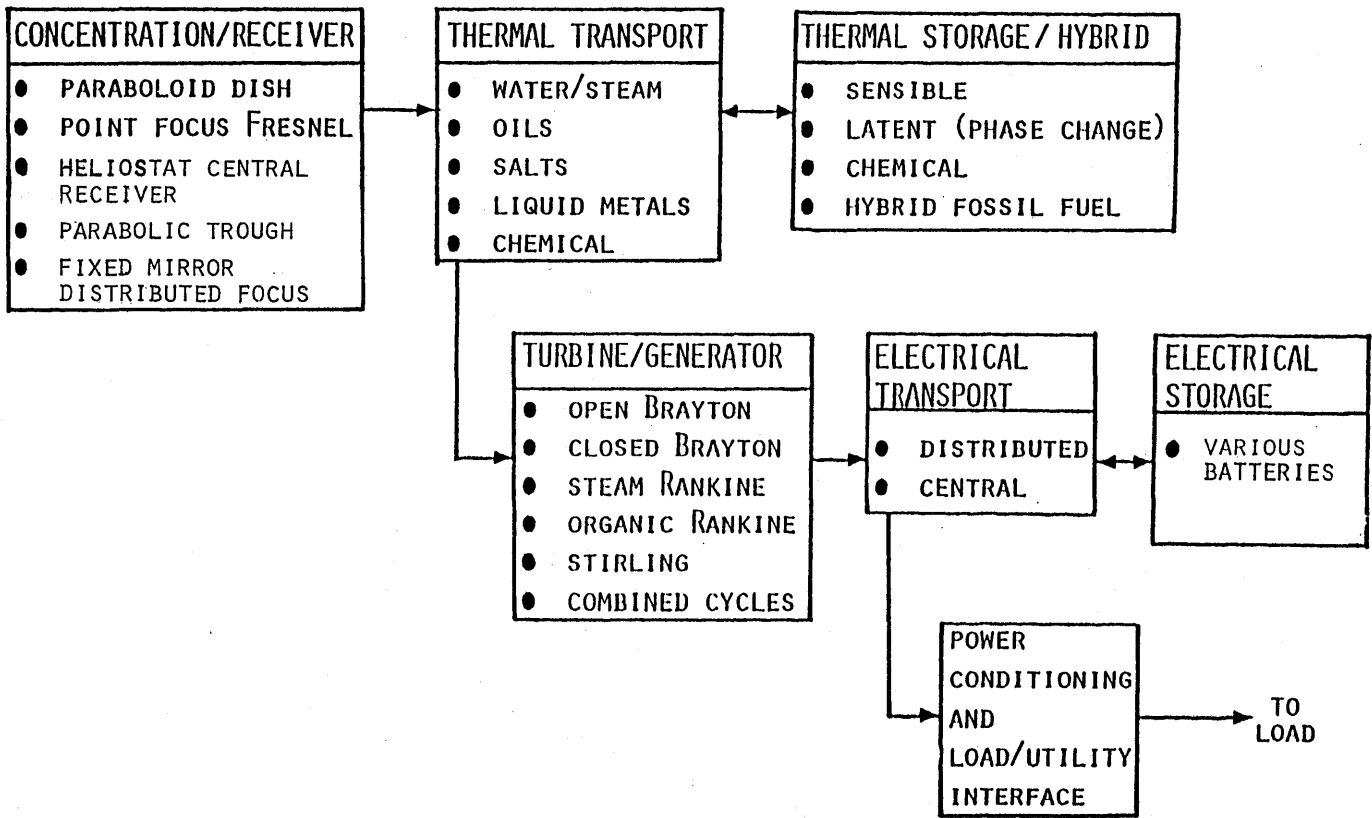 CONCENTRATION/RECEIVER
● PARABOLOID DISH
● POINT FOCUS FRESNEL
● HELIOSTAT CENTRAL
RECEIVER
● PARABOLIC TROUGH
● FIXED MIRROR
DISTRIBUTED FOCUS
THERMAL TRANSPORT
● WATER/STEAM
● OILS
● SALTS
● LIQUID METALS
● CHEMICAL
THERMAL STORAGE/HYBRID
● SENSIBLE
● LATENT (PHASE CHANGE)
● CHEMICAL
● HYBRID FOSSIL FUEL
TURBINE/GENERATOR
● OPEN BRAYTON
● CLOSED BRAYTON
● STEAM RANKINE
● ORGANIC RANKINE
● STIRLING
● COMBINED CYCLES
ELECTRICAL
TRANSPORT
● DISTRIBUTED
● CENTRAL
ELECTRICAL
STORAGE
● VARIOUS
BATTERIES
POWER
CONDITIONING
AND
LOAD/UTILITY
INTERFACE
TO
LOAD